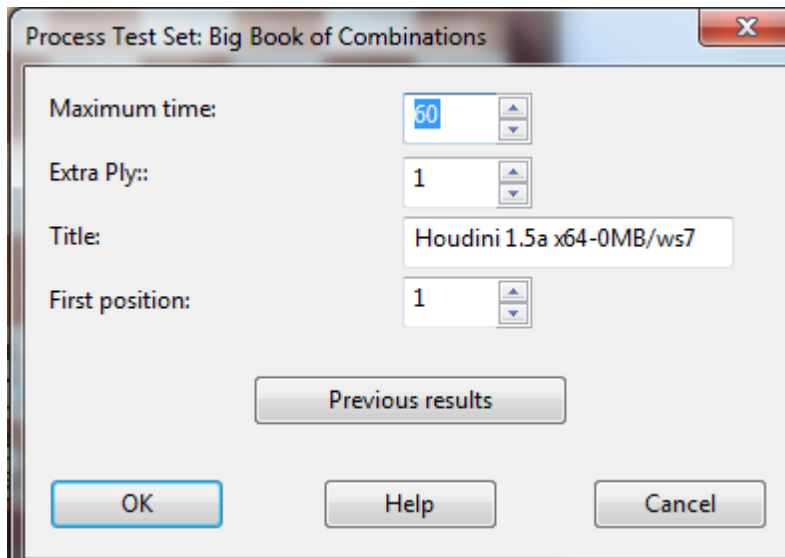 Process Test Set: Big Book of Combinations
Maximum time: 60
Extra Ply:: 1
Title: Houdini 1.5a x64-0MB/ws7
First position: 1
Previous results
OK Help Cancel